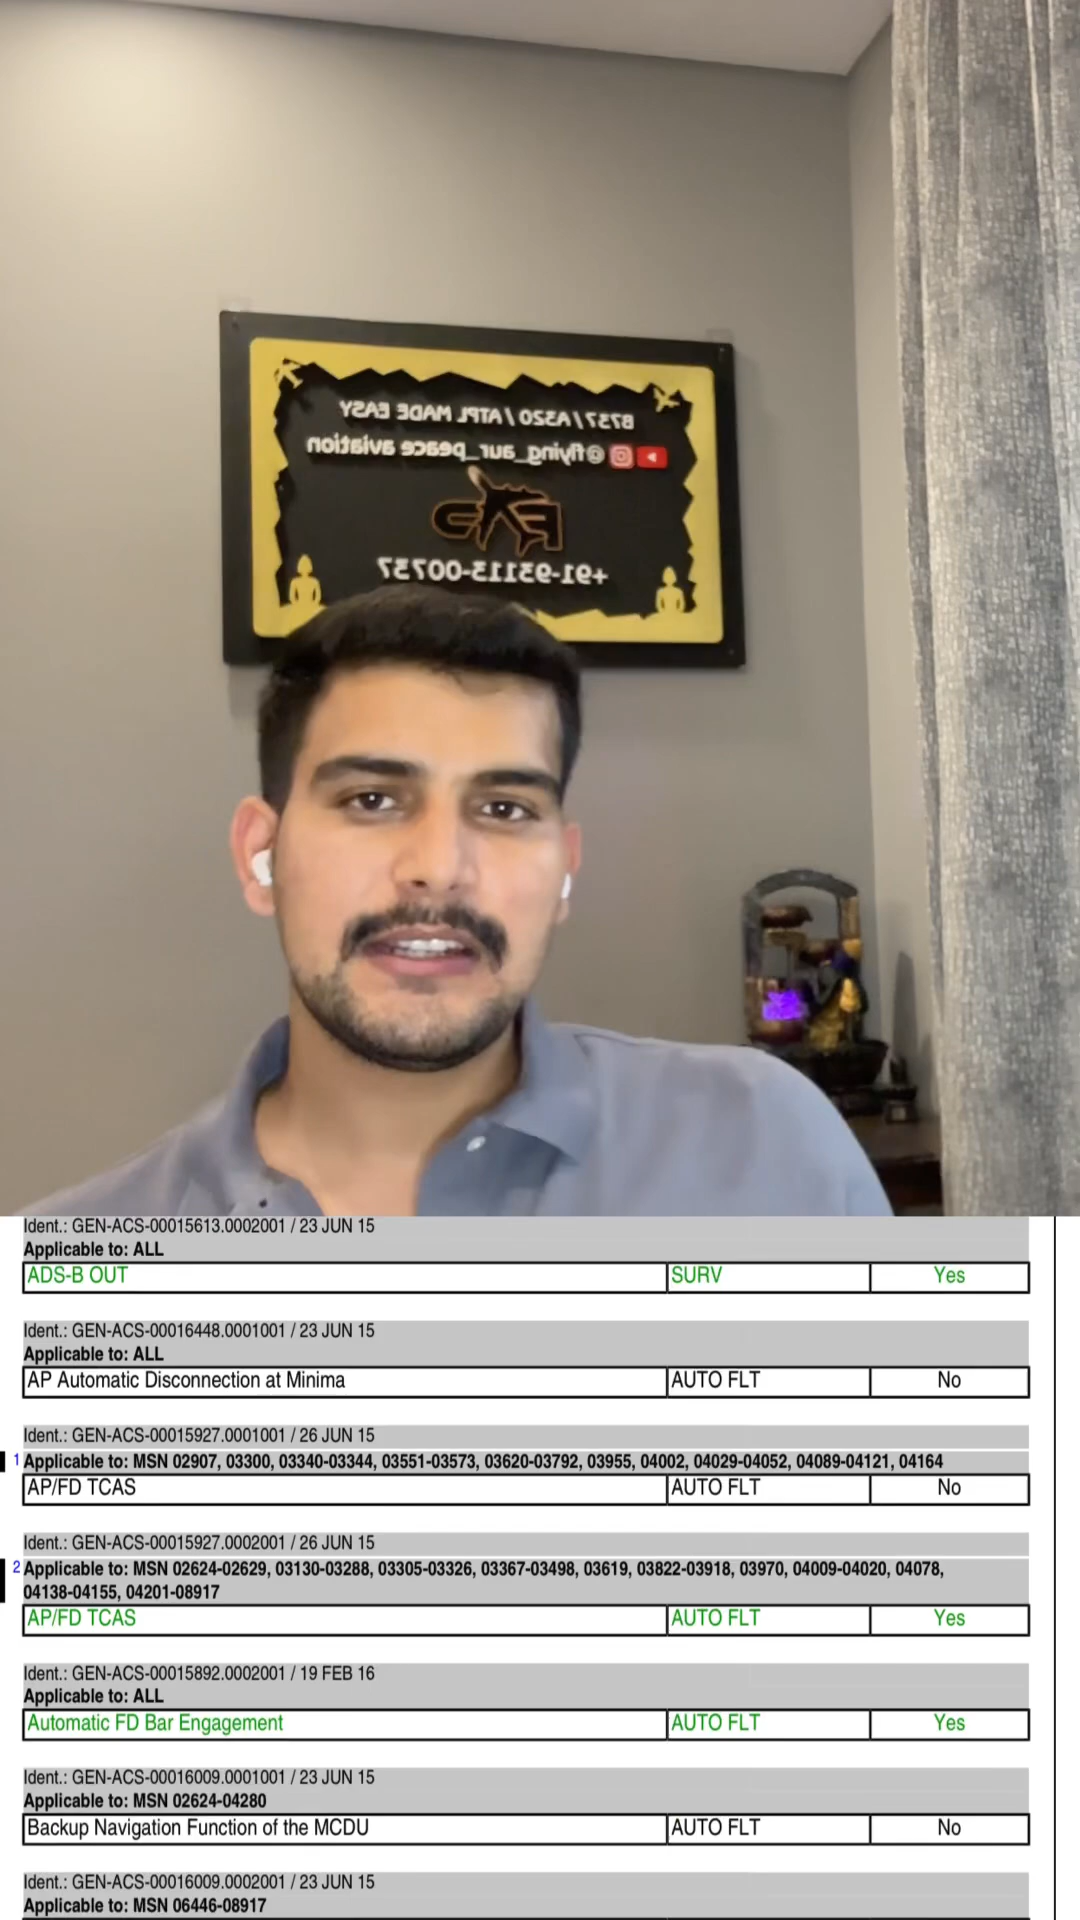 B737 / A320 / ATPL MADE EASY
@flying_aur_peace aviation
+91-93113-00737
Ident.: GEN-ACS-00015613.0002001 / 23 JUN 15
Applicable to: ALL
ADS-B OUT SURV Yes
Ident.: GEN-ACS-00016448.0001001 / 23 JUN 15
Applicable to: ALL
AP Automatic Disconnection at Minima AUTO FLT No
Ident.: GEN-ACS-00015927.0001001 / 26 JUN 15
1 Applicable to: MSN 02907, 03300, 03340-03344, 03551-03573, 03620-03792, 03955, 04002, 04029-04052, 04089-04121, 04164
AP/FD TCAS AUTO FLT No
Ident.: GEN-ACS-00015927.0002001 / 26 JUN 15
2 Applicable to: MSN 02624-02629, 03130-03288, 03305-03326, 03367-03498, 03619, 03822-03918, 03970, 04009-04020, 04078,
04138-04155, 04201-08917
AP/FD TCAS AUTO FLT Yes
Ident.: GEN-ACS-00015892.0002001 / 19 FEB 16
Applicable to: ALL
Automatic FD Bar Engagement AUTO FLT Yes
Ident.: GEN-ACS-00016009.0001001 / 23 JUN 15
Applicable to: MSN 02624-04280
Backup Navigation Function of the MCDU AUTO FLT No
Ident.: GEN-ACS-00016009.0002001 / 23 JUN 15
Applicable to: MSN 06446-08917